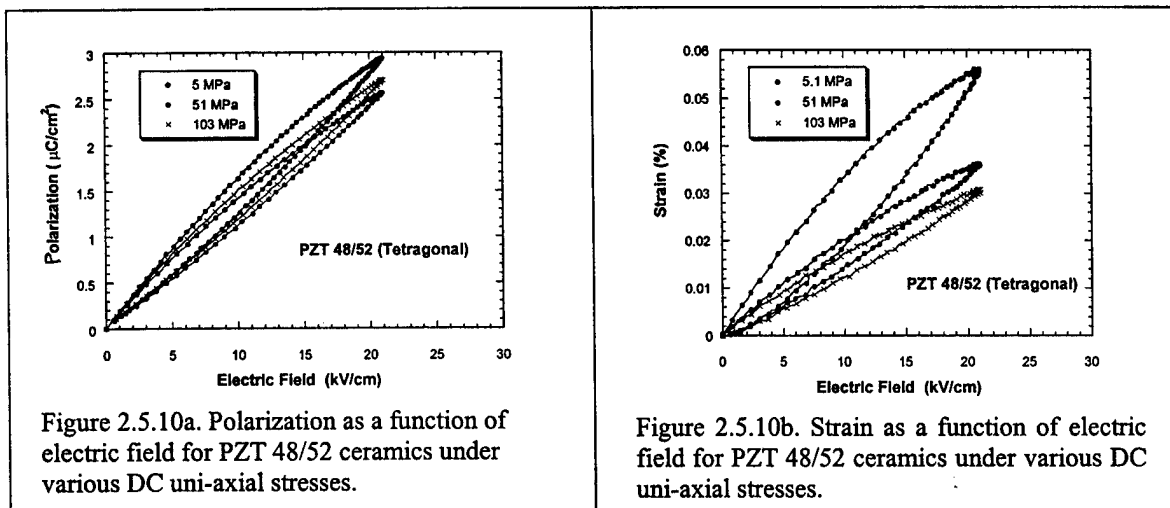 3
2.5
2
1.5
1
0.5
0
Polarization ( μC/cm²)
5 MPa
51 MPa
103 MPa
PZT 48/52 (Tetragonal)
0 5 10 15 20 25 30
Electric Field (kV/cm)
Figure 2.5.10a. Polarization as a function of
electric field for PZT 48/52 ceramics under
various DC uni-axial stresses.
0.06
0.05
0.04
0.03
0.02
0.01
0
Strain (%)
5.1 MPa
51 MPa
103 MPa
PZT 48/52 (Tetragonal)
0 5 10 15 20 25 30
Electric Field (kV/cm)
Figure 2.5.10b. Strain as a function of electric
field for PZT 48/52 ceramics under various DC
uni-axial stresses.